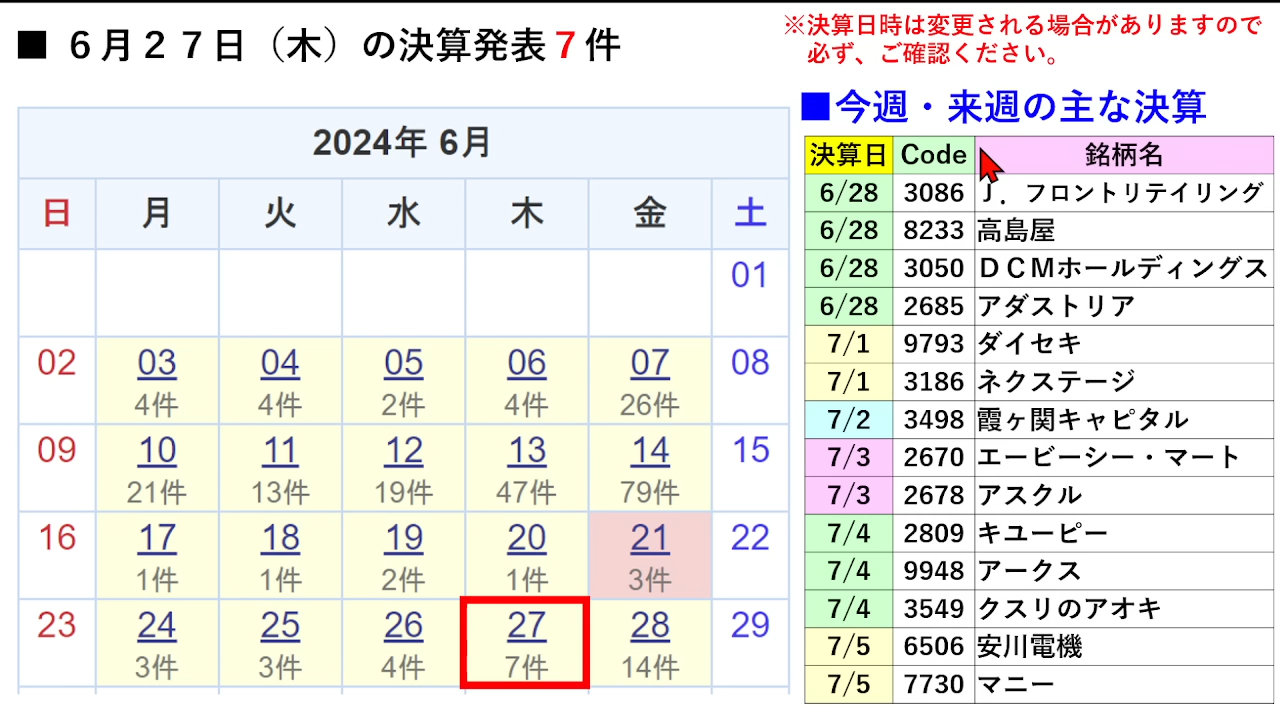 ■ ６月２７日（木）の決算発表７件
※決算日時は変更される場合がありますので
必ず、ご確認ください。
2024年 6月
日 月 火 水 木 金 土
01
02 03 04 05 06 07 08
4件 4件 2件 4件 26件
09 10 11 12 13 14 15
21件 13件 19件 47件 79件
16 17 18 19 20 21 22
1件 1件 2件 1件 3件
23 24 25 26 27 28 29
3件 3件 4件 7件 14件
■今週・来週の主な決算
決算日 Code 銘柄名
6/28 3086 Ｊ．フロントリテイリング
6/28 8233 高島屋
6/28 3050 ＤＣＭホールディングス
6/28 2685 アダストリア
7/1 9793 ダイセキ
7/1 3186 ネクステージ
7/2 3498 霞ヶ関キャピタル
7/3 2670 エービーシー・マート
7/3 2678 アスクル
7/4 2809 キユーピー
7/4 9948 アークス
7/4 3549 クスリのアオキ
7/5 6506 安川電機
7/5 7730 マニー